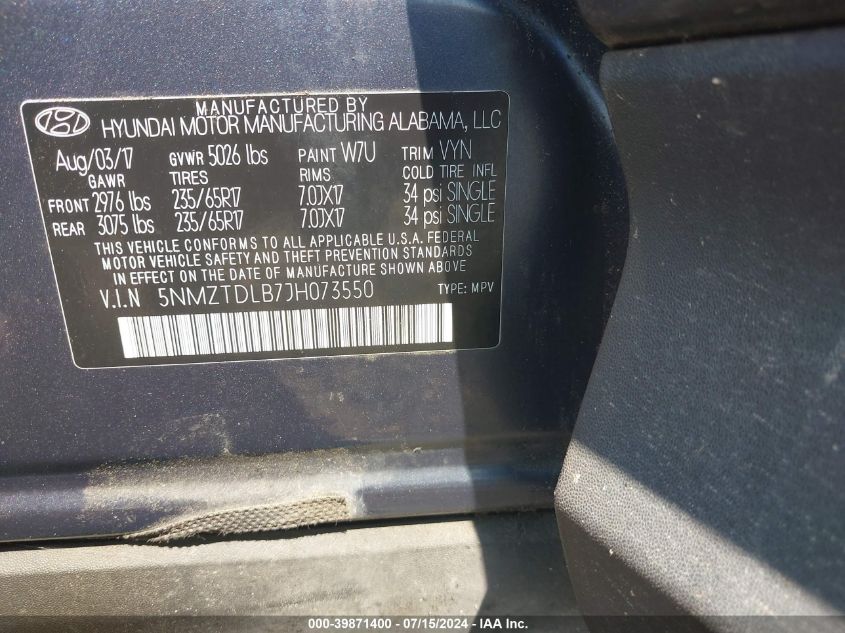 MANUFACTURED BY
HYUNDAI MOTOR MANUFACTURING ALABAMA, LLC
Aug/03/17 GVWR 5026 lbs PAINT W7U TRIM VYN
GAWR TIRES RIMS COLD TIRE INFL
FRONT 2976 lbs 235/65R17 7.0JX17 34 psi SINGLE
REAR 3075 lbs 235/65R17 7.0JX17 34 psi SINGLE
THIS VEHICLE CONFORMS TO ALL APPLICABLE U.S.A. FEDERAL
MOTOR VEHICLE SAFETY AND THEFT PREVENTION STANDARDS
IN EFFECT ON THE DATE OF MANUFACTURE SHOWN ABOVE
V.I.N 5NMZTDLB7JH073550 TYPE: MPV
000-39871400 - 07/15/2024 - IAA Inc.